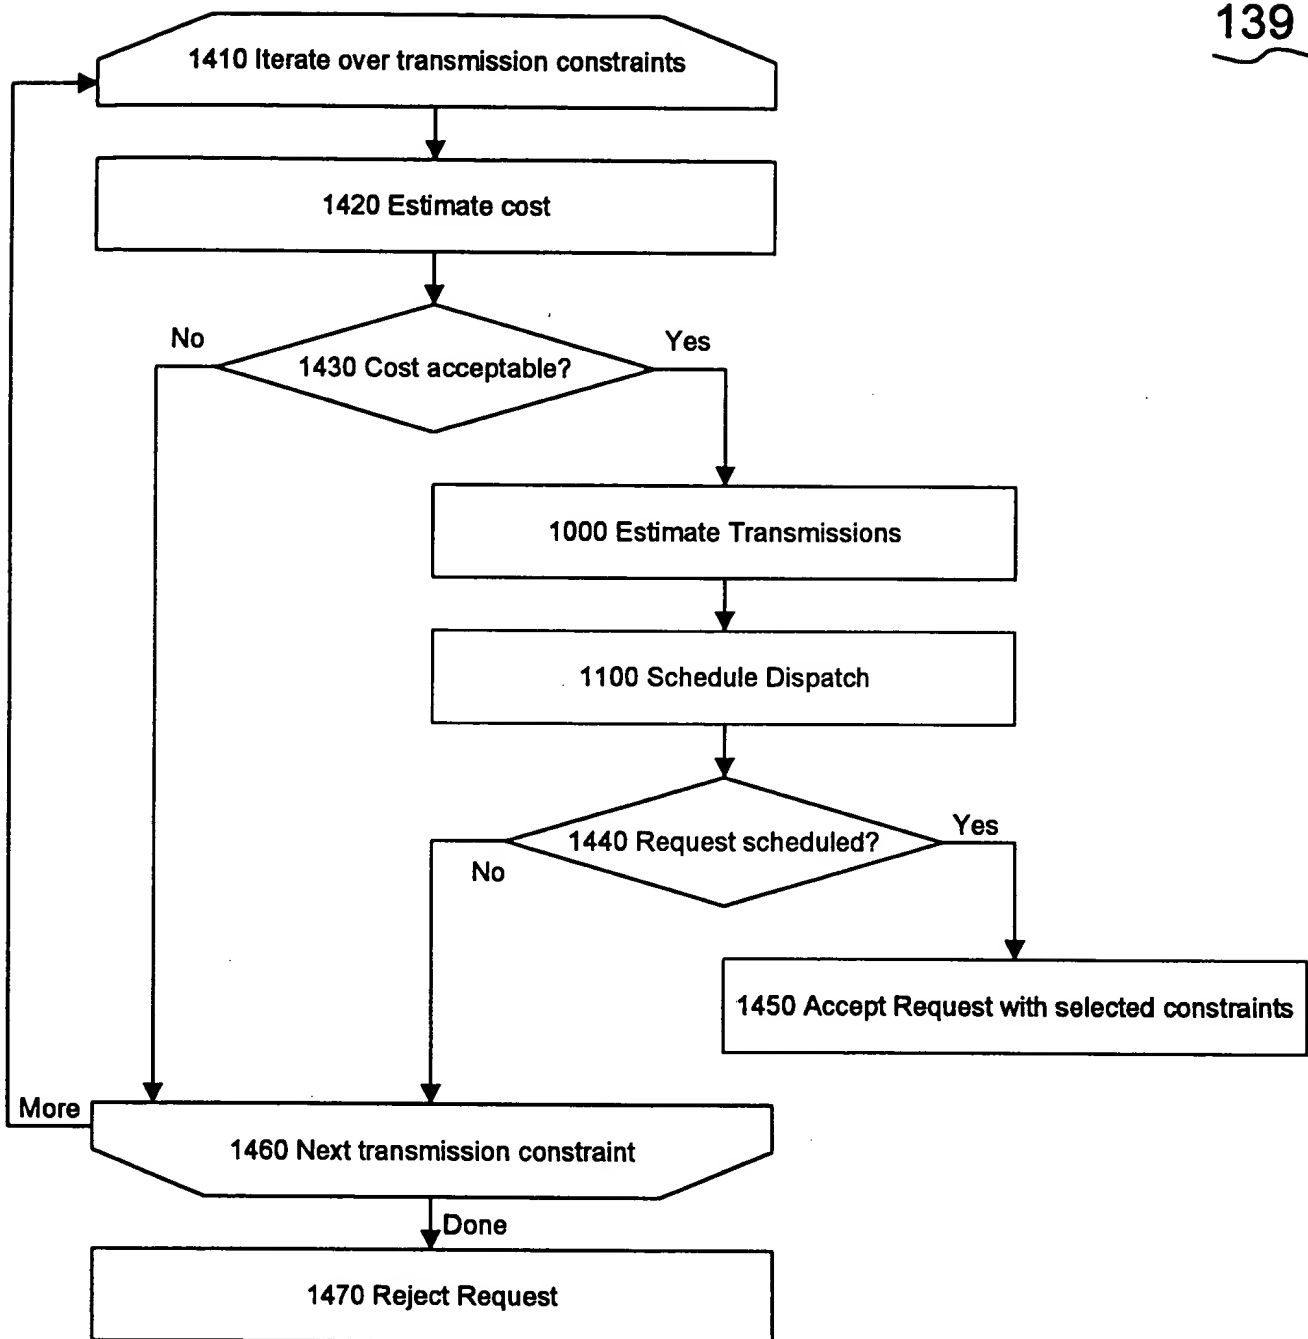 139
1410 Iterate over transmission constraints
1420 Estimate cost
No
Yes
1430 Cost acceptable?
1000 Estimate Transmissions
1100 Schedule Dispatch
1440 Request scheduled?
Yes
No
1450 Accept Request with selected constraints
More
1460 Next transmission constraint
Done
1470 Reject Request